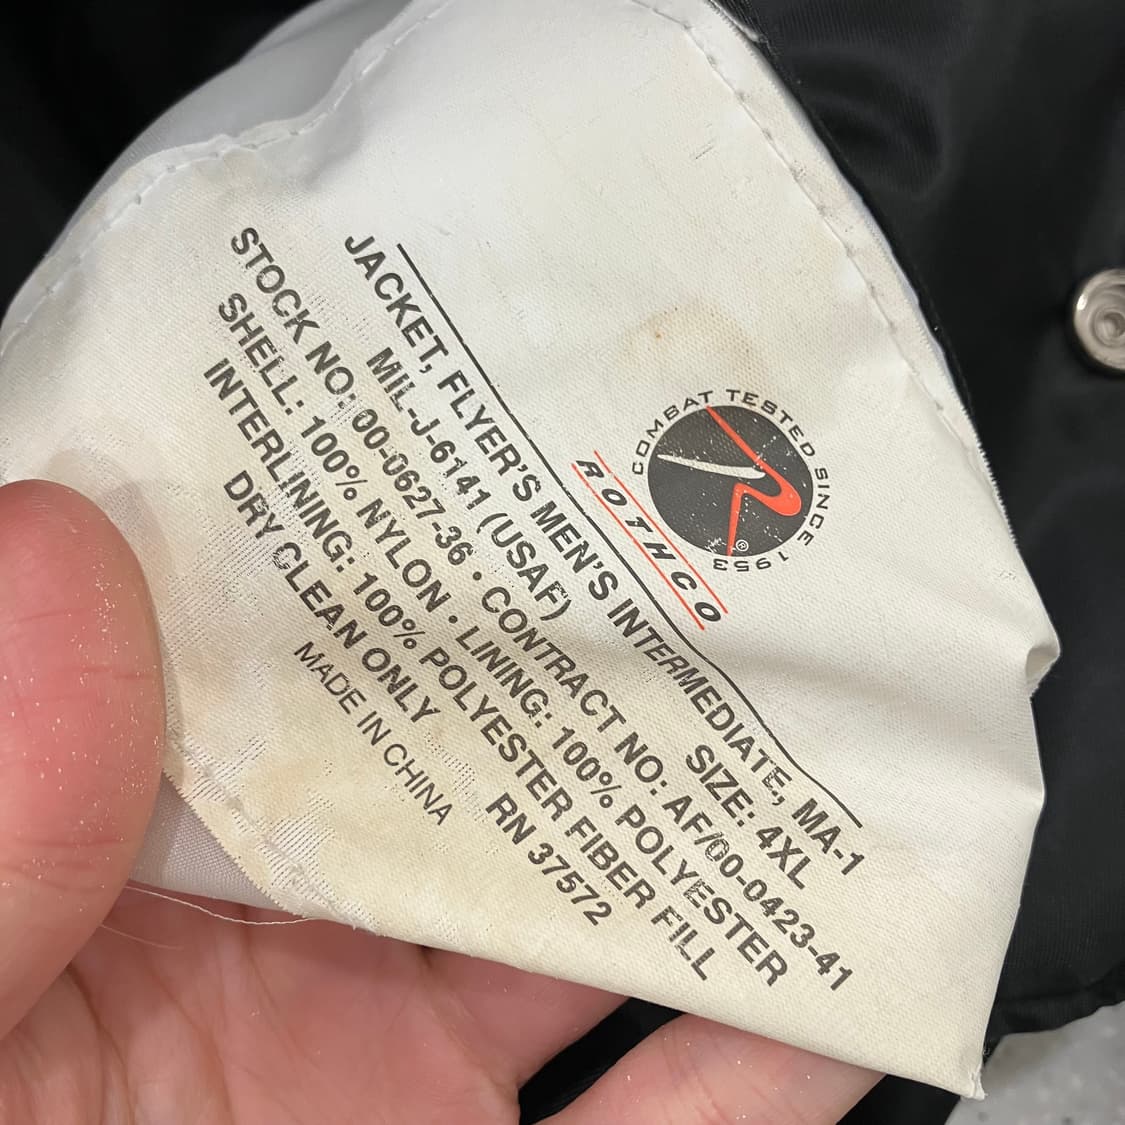 COMBAT TESTED SINCE 1953
ROTHCO
JACKET, FLYER'S MEN'S INTERMEDIATE, MA-1
MIL-J-6141 (USAF) SIZE: 4XL
STOCK NO: 00-0627-36 • CONTRACT NO: AF/00-0423-41
SHELL: 100% NYLON • LINING: 100% POLYESTER
INTERLINING: 100% POLYESTER FIBER FILL
DRY CLEAN ONLY RN 37572
MADE IN CHINA